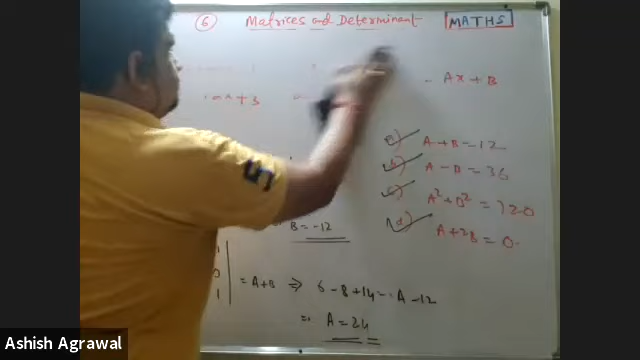 6 Matrices and Determinant MATHS
Ax + B
a) A + B = 12
b) A - B = 36
c) A² + B² = 720
d) A + 2B = 0
B = -12
= A+B ⇒ 6 - 8 + 14 = A - 12
A = 24
Ashish Agrawal